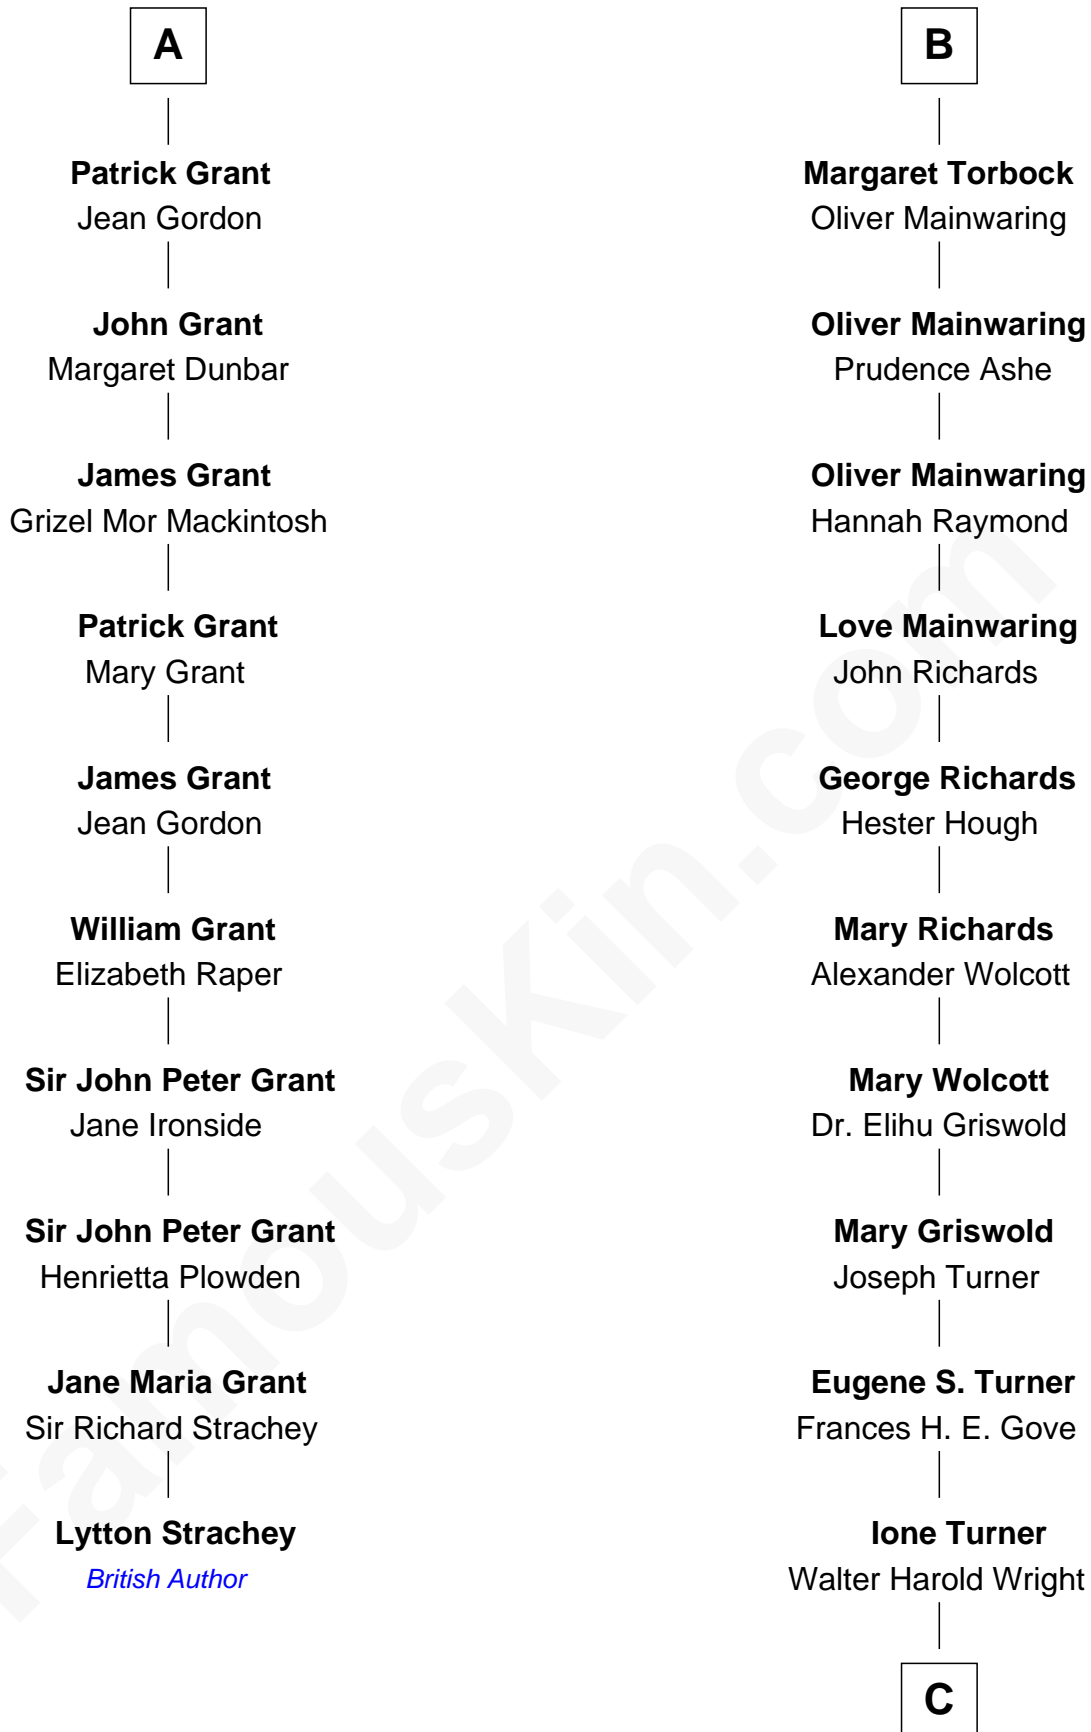 A
Patrick Grant
Jean Gordon
John Grant
Margaret Dunbar
James Grant
Grizel Mor Mackintosh
Patrick Grant
Mary Grant
James Grant
Jean Gordon
William Grant
Elizabeth Raper
Sir John Peter Grant
Jane Ironside
Sir John Peter Grant
Henrietta Plowden
Jane Maria Grant
Sir Richard Strachey
Lytton Strachey
British Author
B
Margaret Torbock
Oliver Mainwaring
Oliver Mainwaring
Prudence Ashe
Oliver Mainwaring
Hannah Raymond
Love Mainwaring
John Richards
George Richards
Hester Hough
Mary Richards
Alexander Wolcott
Mary Wolcott
Dr. Elihu Griswold
Mary Griswold
Joseph Turner
Eugene S. Turner
Frances H. E. Gove
Ione Turner
Walter Harold Wright
C
FamousKin.com